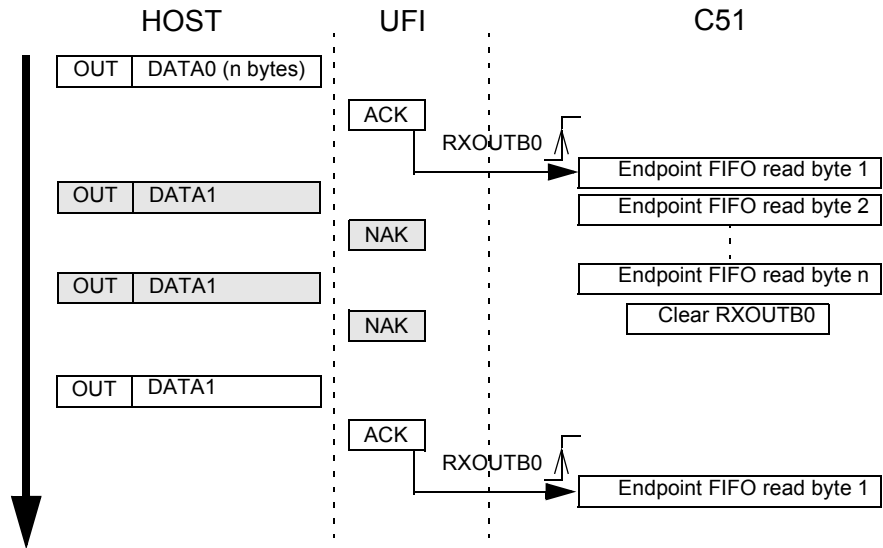 HOST UFI C51
OUT DATA0 (n bytes)
ACK
RXOUTB0
Endpoint FIFO read byte 1
OUT DATA1
Endpoint FIFO read byte 2
NAK
Endpoint FIFO read byte n
OUT DATA1
Clear RXOUTB0
NAK
OUT DATA1
ACK
RXOUTB0
Endpoint FIFO read byte 1